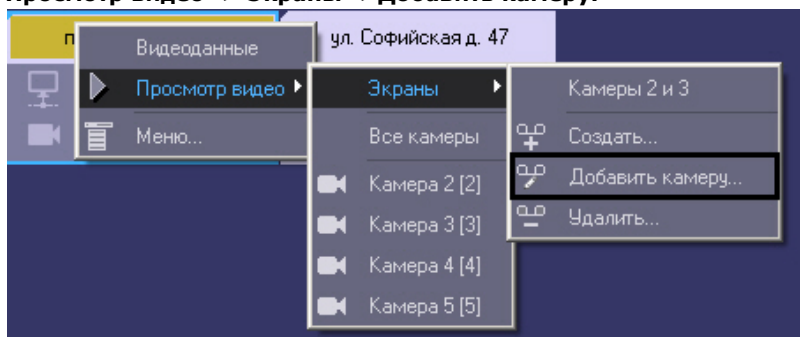 Просмотр видео → Экраны → Добавить камеру.
п
ул. Софийская д. 47
Видеоданные
Просмотр видео
Меню...
Экраны
Все камеры
Камера 2 [2]
Камера 3 [3]
Камера 4 [4]
Камера 5 [5]
Камеры 2 и 3
Создать...
Добавить камеру...
Удалить...